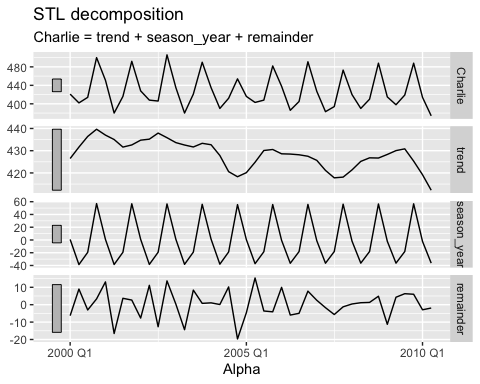 STL decomposition
Charlie = trend + season_year + remainder
480
440
400
Charlie
440
430
420
trend
60
40
20
0
-20
-40
season_year
10
0
-10
-20
remainder
2000 Q1 2005 Q1 2010 Q1
Alpha